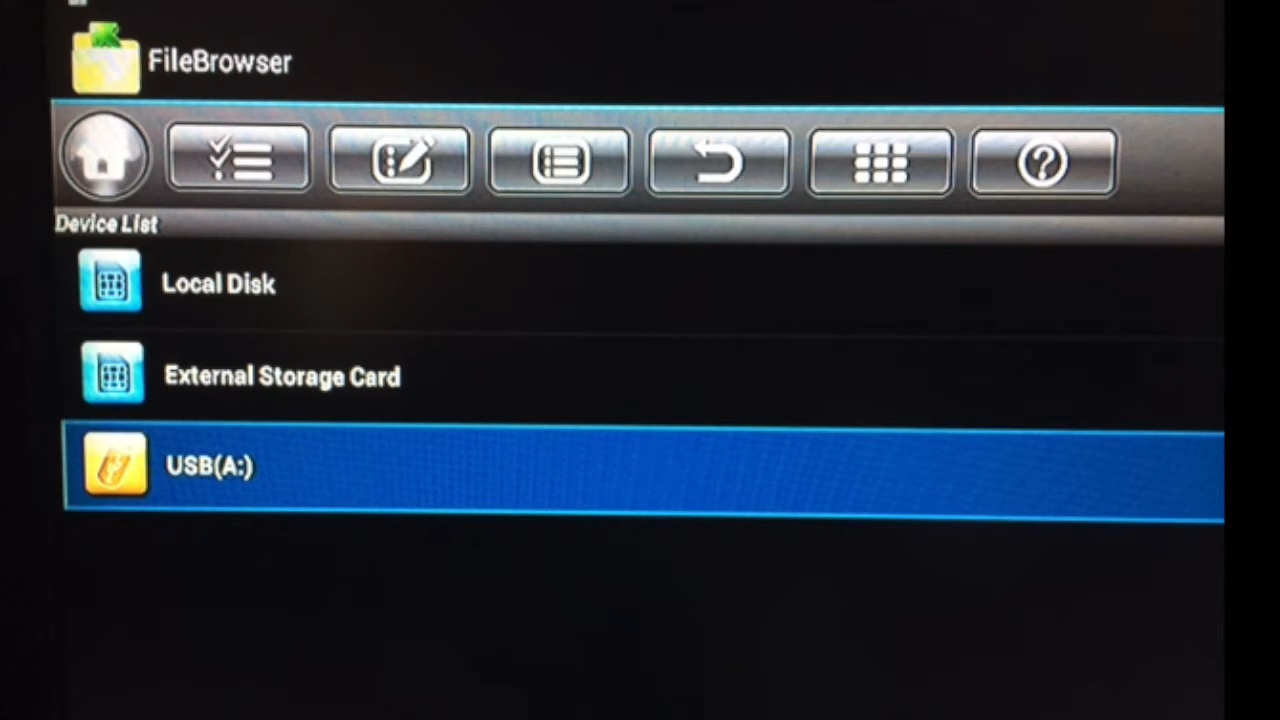 FileBrowser
Device List
Local Disk
External Storage Card
USB(A:)